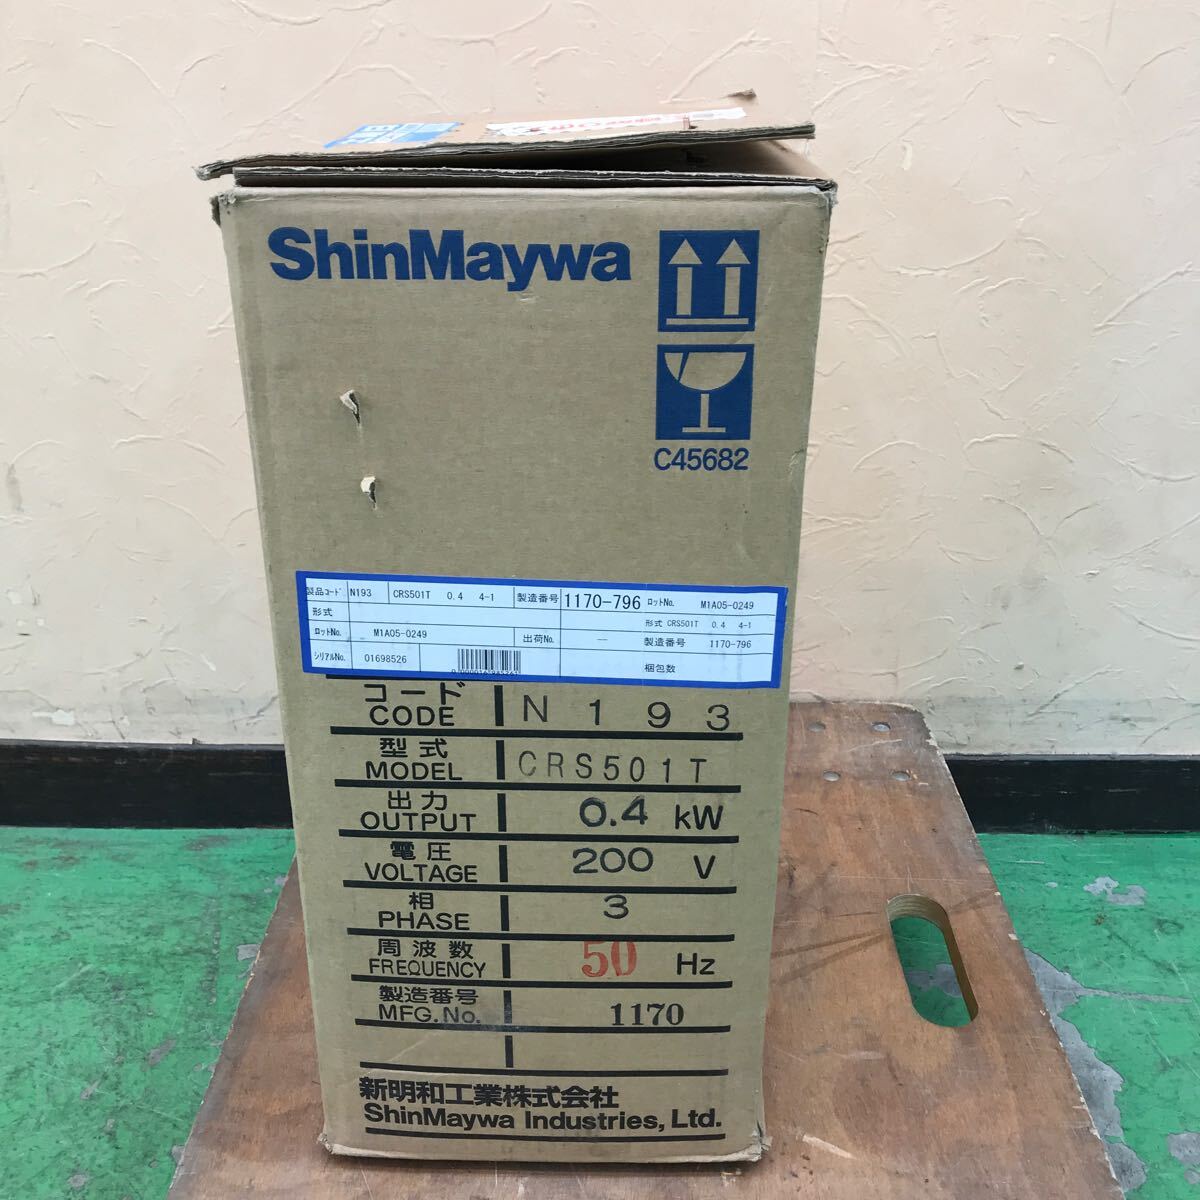 ShinMaywa
C45682
製品コード N193 CRS501T 0.4 4-1 製造番号 1170-796 ロットNo. M1A05-0249
形式 形式 CRS501T 0.4 4-1
ロットNo. M1A05-0249 出荷No. － 製造番号 1170-796
シリアルNo. 01698526 梱包数
コード
CODE N193
型式
MODEL CRS501T
出力
OUTPUT 0.4 kW
電圧
VOLTAGE 200 V
相
PHASE 3
周波数
FREQUENCY 50 Hz
製造番号
MFG.No. 1170
新明和工業株式会社
ShinMaywa Industries, Ltd.